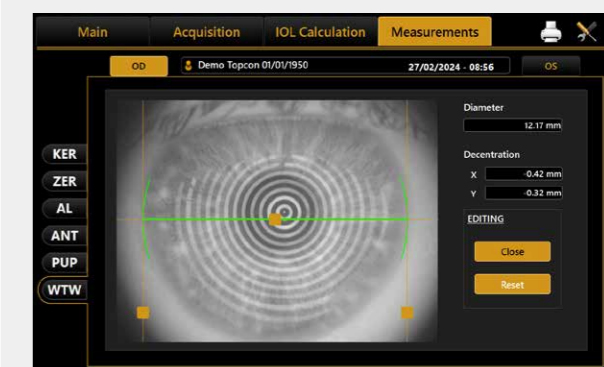 Main Acquisition IOL Calculation Measurements
OD Demo Topcon 01/01/1950 27/02/2024 - 08:56 OS
Diameter
12.17 mm
Decentration
X -0.42 mm
Y -0.32 mm
EDITING
Close
Reset
KER
ZER
AL
ANT
PUP
WTW